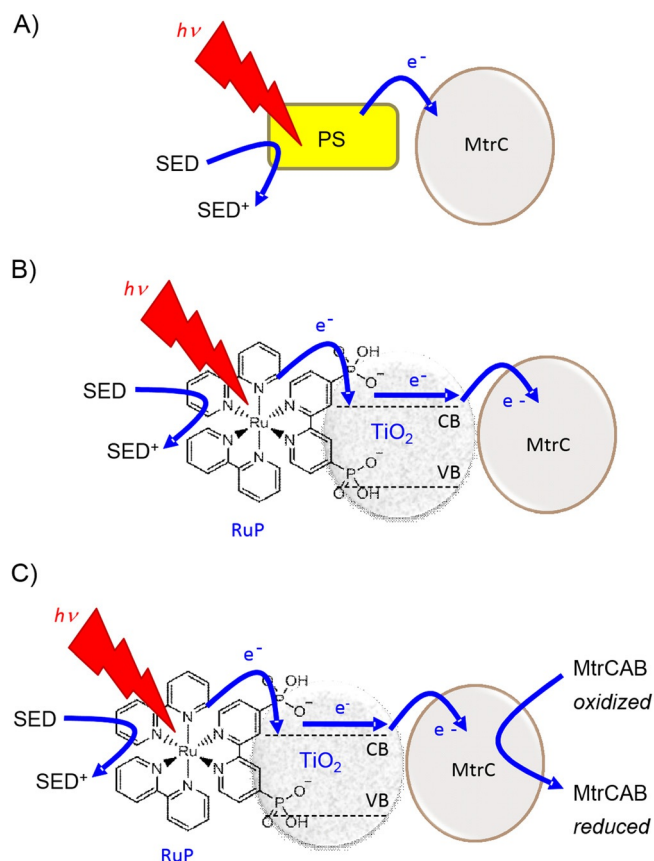 A)
hν
e-
PS
MtrC
SED
SED+
B)
hν
e-
O OH
P
O-
SED
N
N
N
e-
e-
Ru
CB
TiO2
MtrC
SED+
N
N
N
VB
O-
P
O OH
RuP
C)
hν
e-
O OH
P
O-
MtrCAB
oxidized
SED
N
N
N
e-
e-
Ru
CB
TiO2
MtrC
SED+
N
N
N
VB
O-
P
O OH
MtrCAB
reduced
RuP